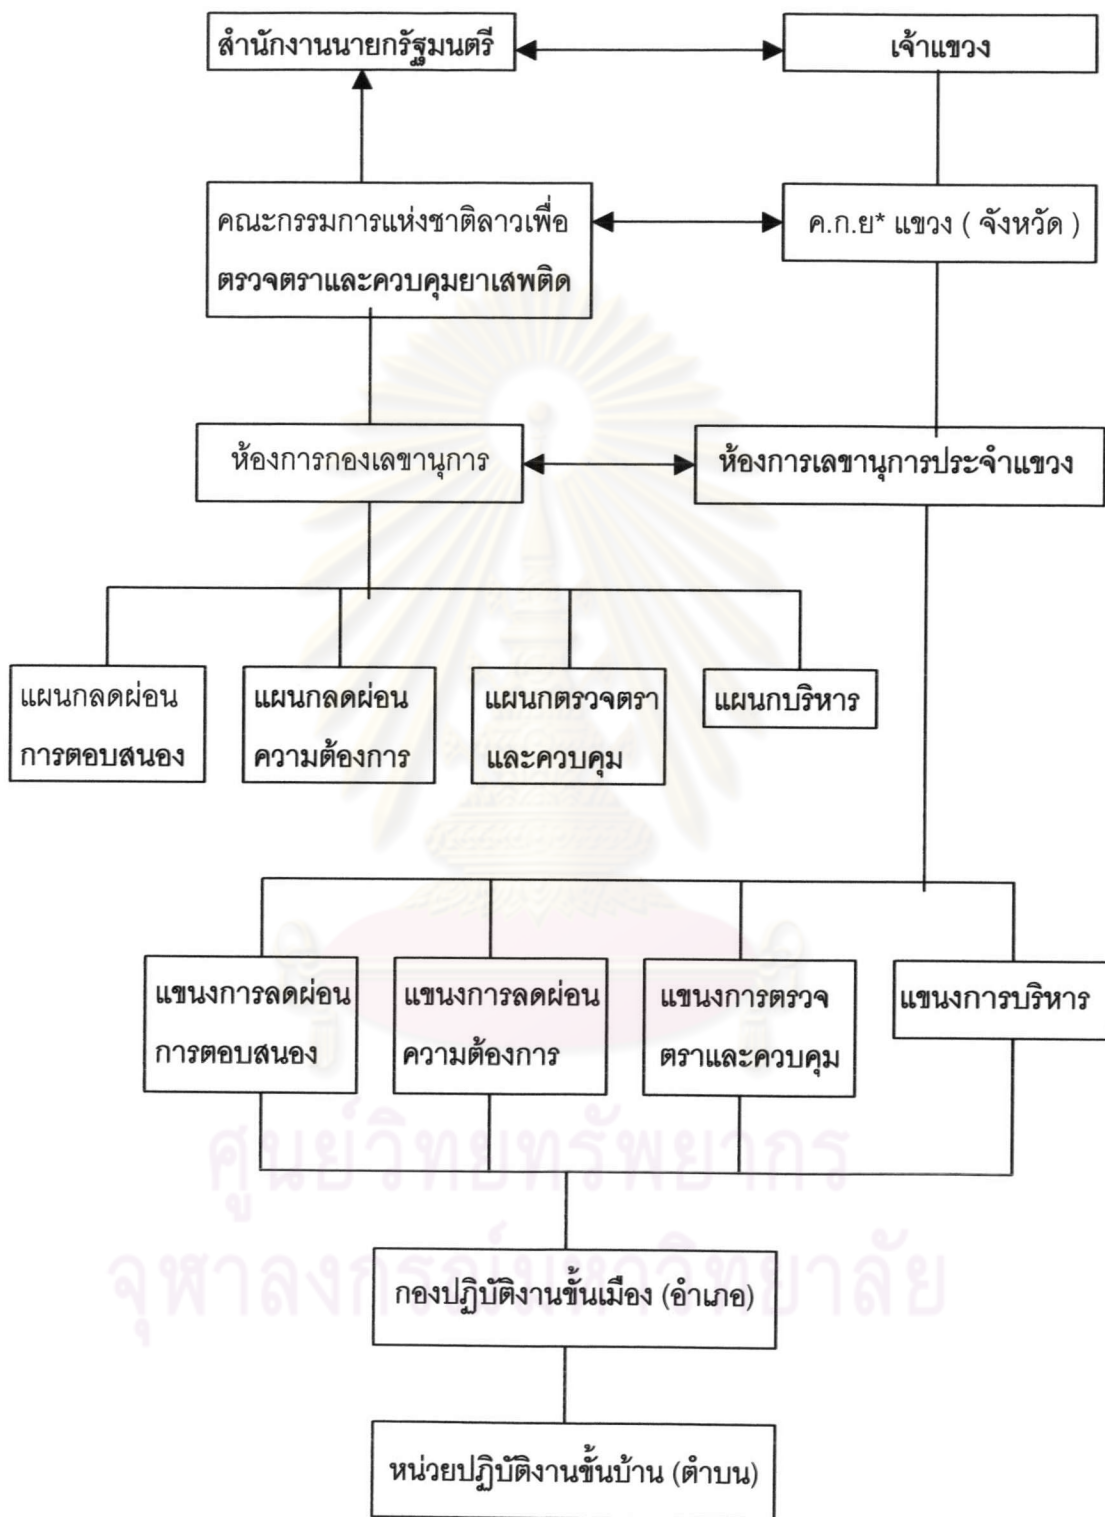 สำนักงานนายกรัฐมนตรี
เจ้าแขวง
คณะกรรมการแห่งชาติลาวเพื่อ
ตรวจตราและควบคุมยาเสพติด
ค.ก.ย* แขวง ( จังหวัด )
ห้องการกองเลขานุการ
ห้องการเลขานุการประจำแขวง
แผนกลดผ่อน
การตอบสนอง
แผนกลดผ่อน
ความต้องการ
แผนกตรวจตรา
และควบคุม
แผนกบริหาร
แขนงการลดผ่อน
การตอบสนอง
แขนงการลดผ่อน
ความต้องการ
แขนงการตรวจ
ตราและควบคุม
แขนงการบริหาร
ศูนย์วิทยทรัพยากร
จุฬาลงกรณ์มหาวิทยาลัย
กองปฏิบัติงานขั้นเมือง (อำเภอ)
หน่วยปฏิบัติงานขั้นบ้าน (ตำบน)